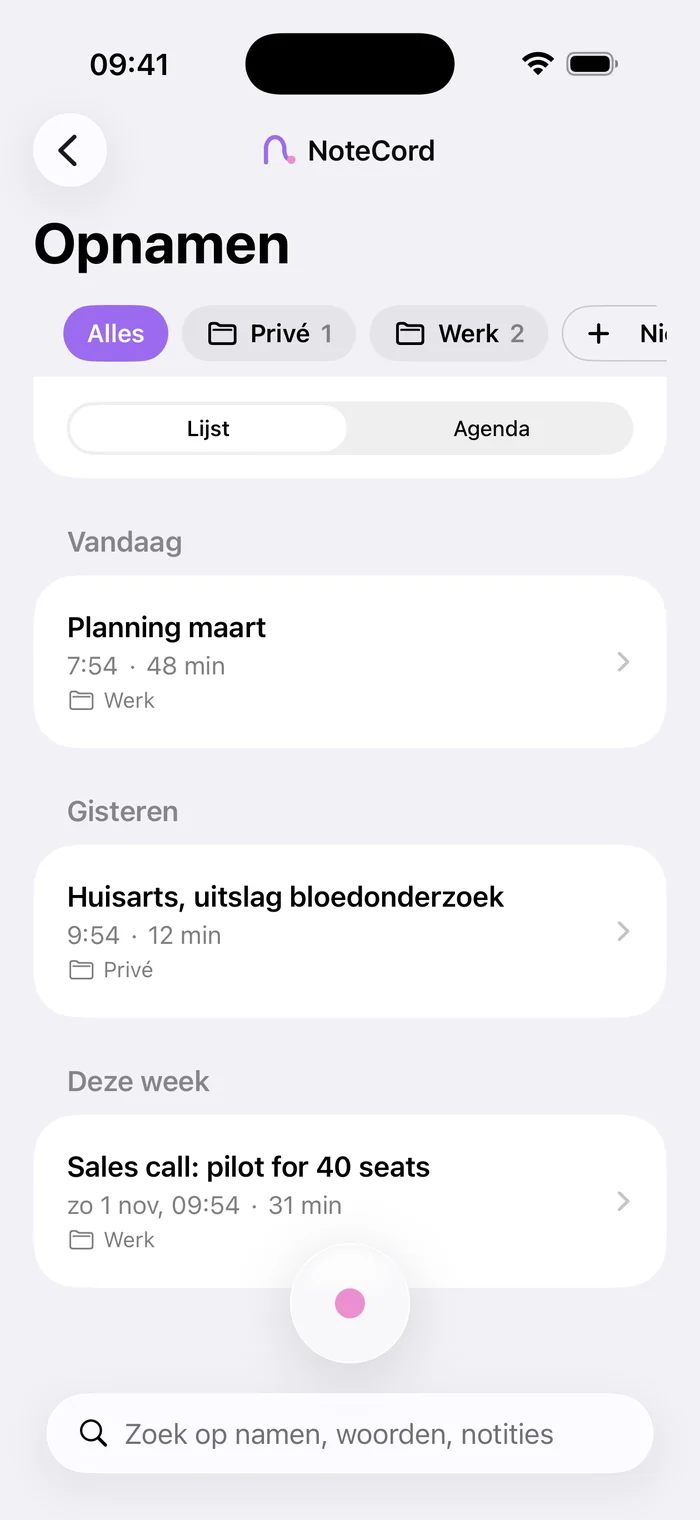 09:41
NoteCord
Opnamen
Alles Privé 1 Werk 2 + Ni
Lijst Agenda
Vandaag
Planning maart
7:54 · 48 min
Werk
Gisteren
Huisarts, uitslag bloedonderzoek
9:54 · 12 min
Privé
Deze week
Sales call: pilot for 40 seats
zo 1 nov, 09:54 · 31 min
Werk
Zoek op namen, woorden, notities